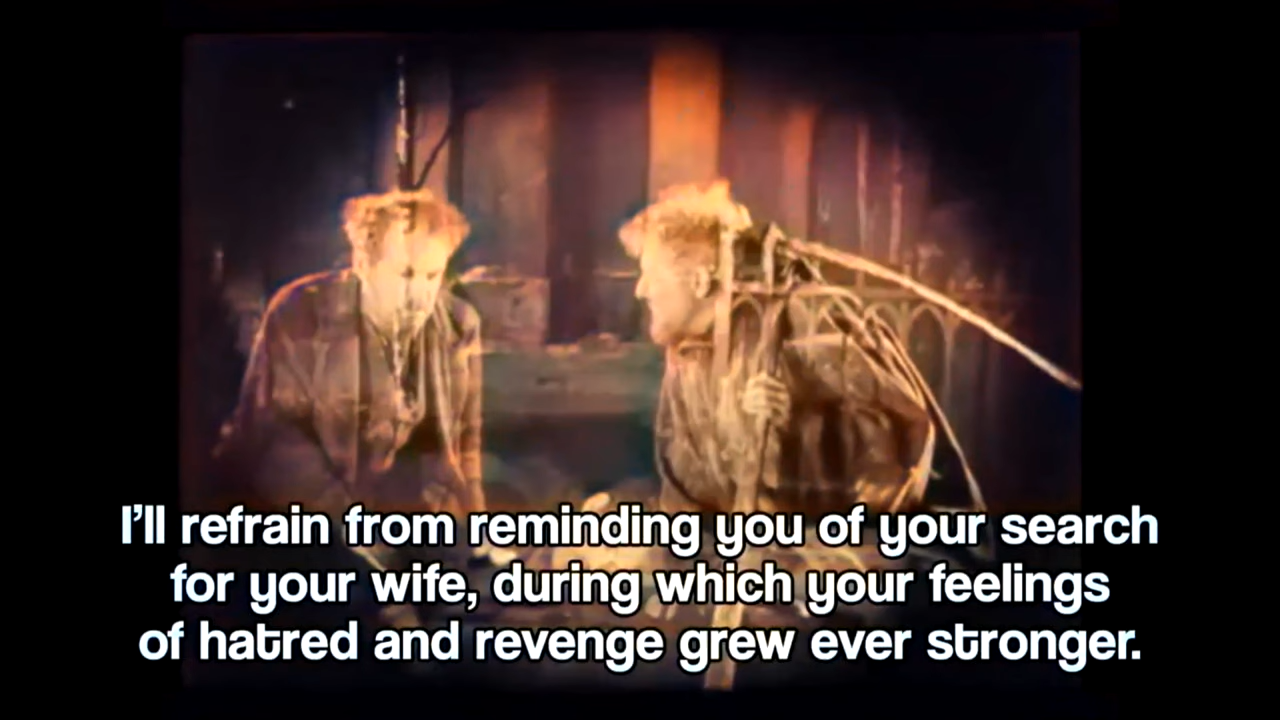 I'll refrain from reminding you of your search
for your wife, during which your feelings
of hatred and revenge grew ever stronger.